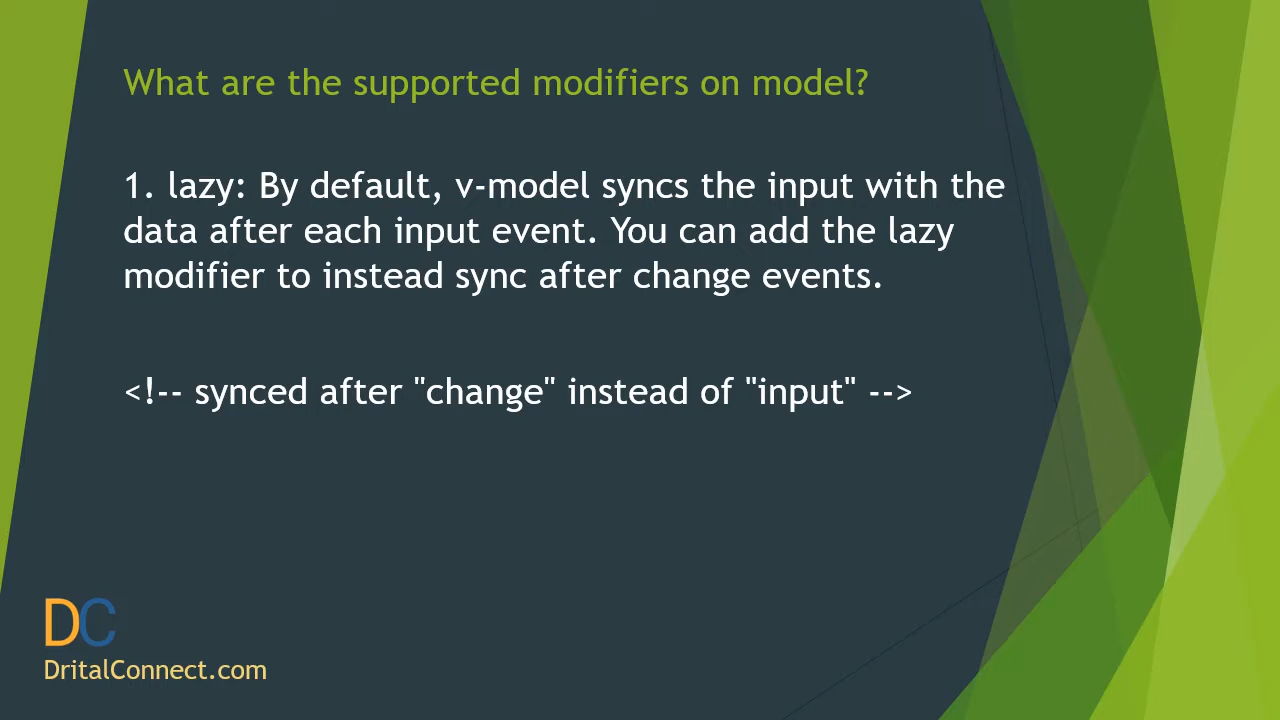 What are the supported modifiers on model?
1. lazy: By default, v-model syncs the input with the
data after each input event. You can add the lazy
modifier to instead sync after change events.
<!-- synced after "change" instead of "input" -->
DC
DritalConnect.com